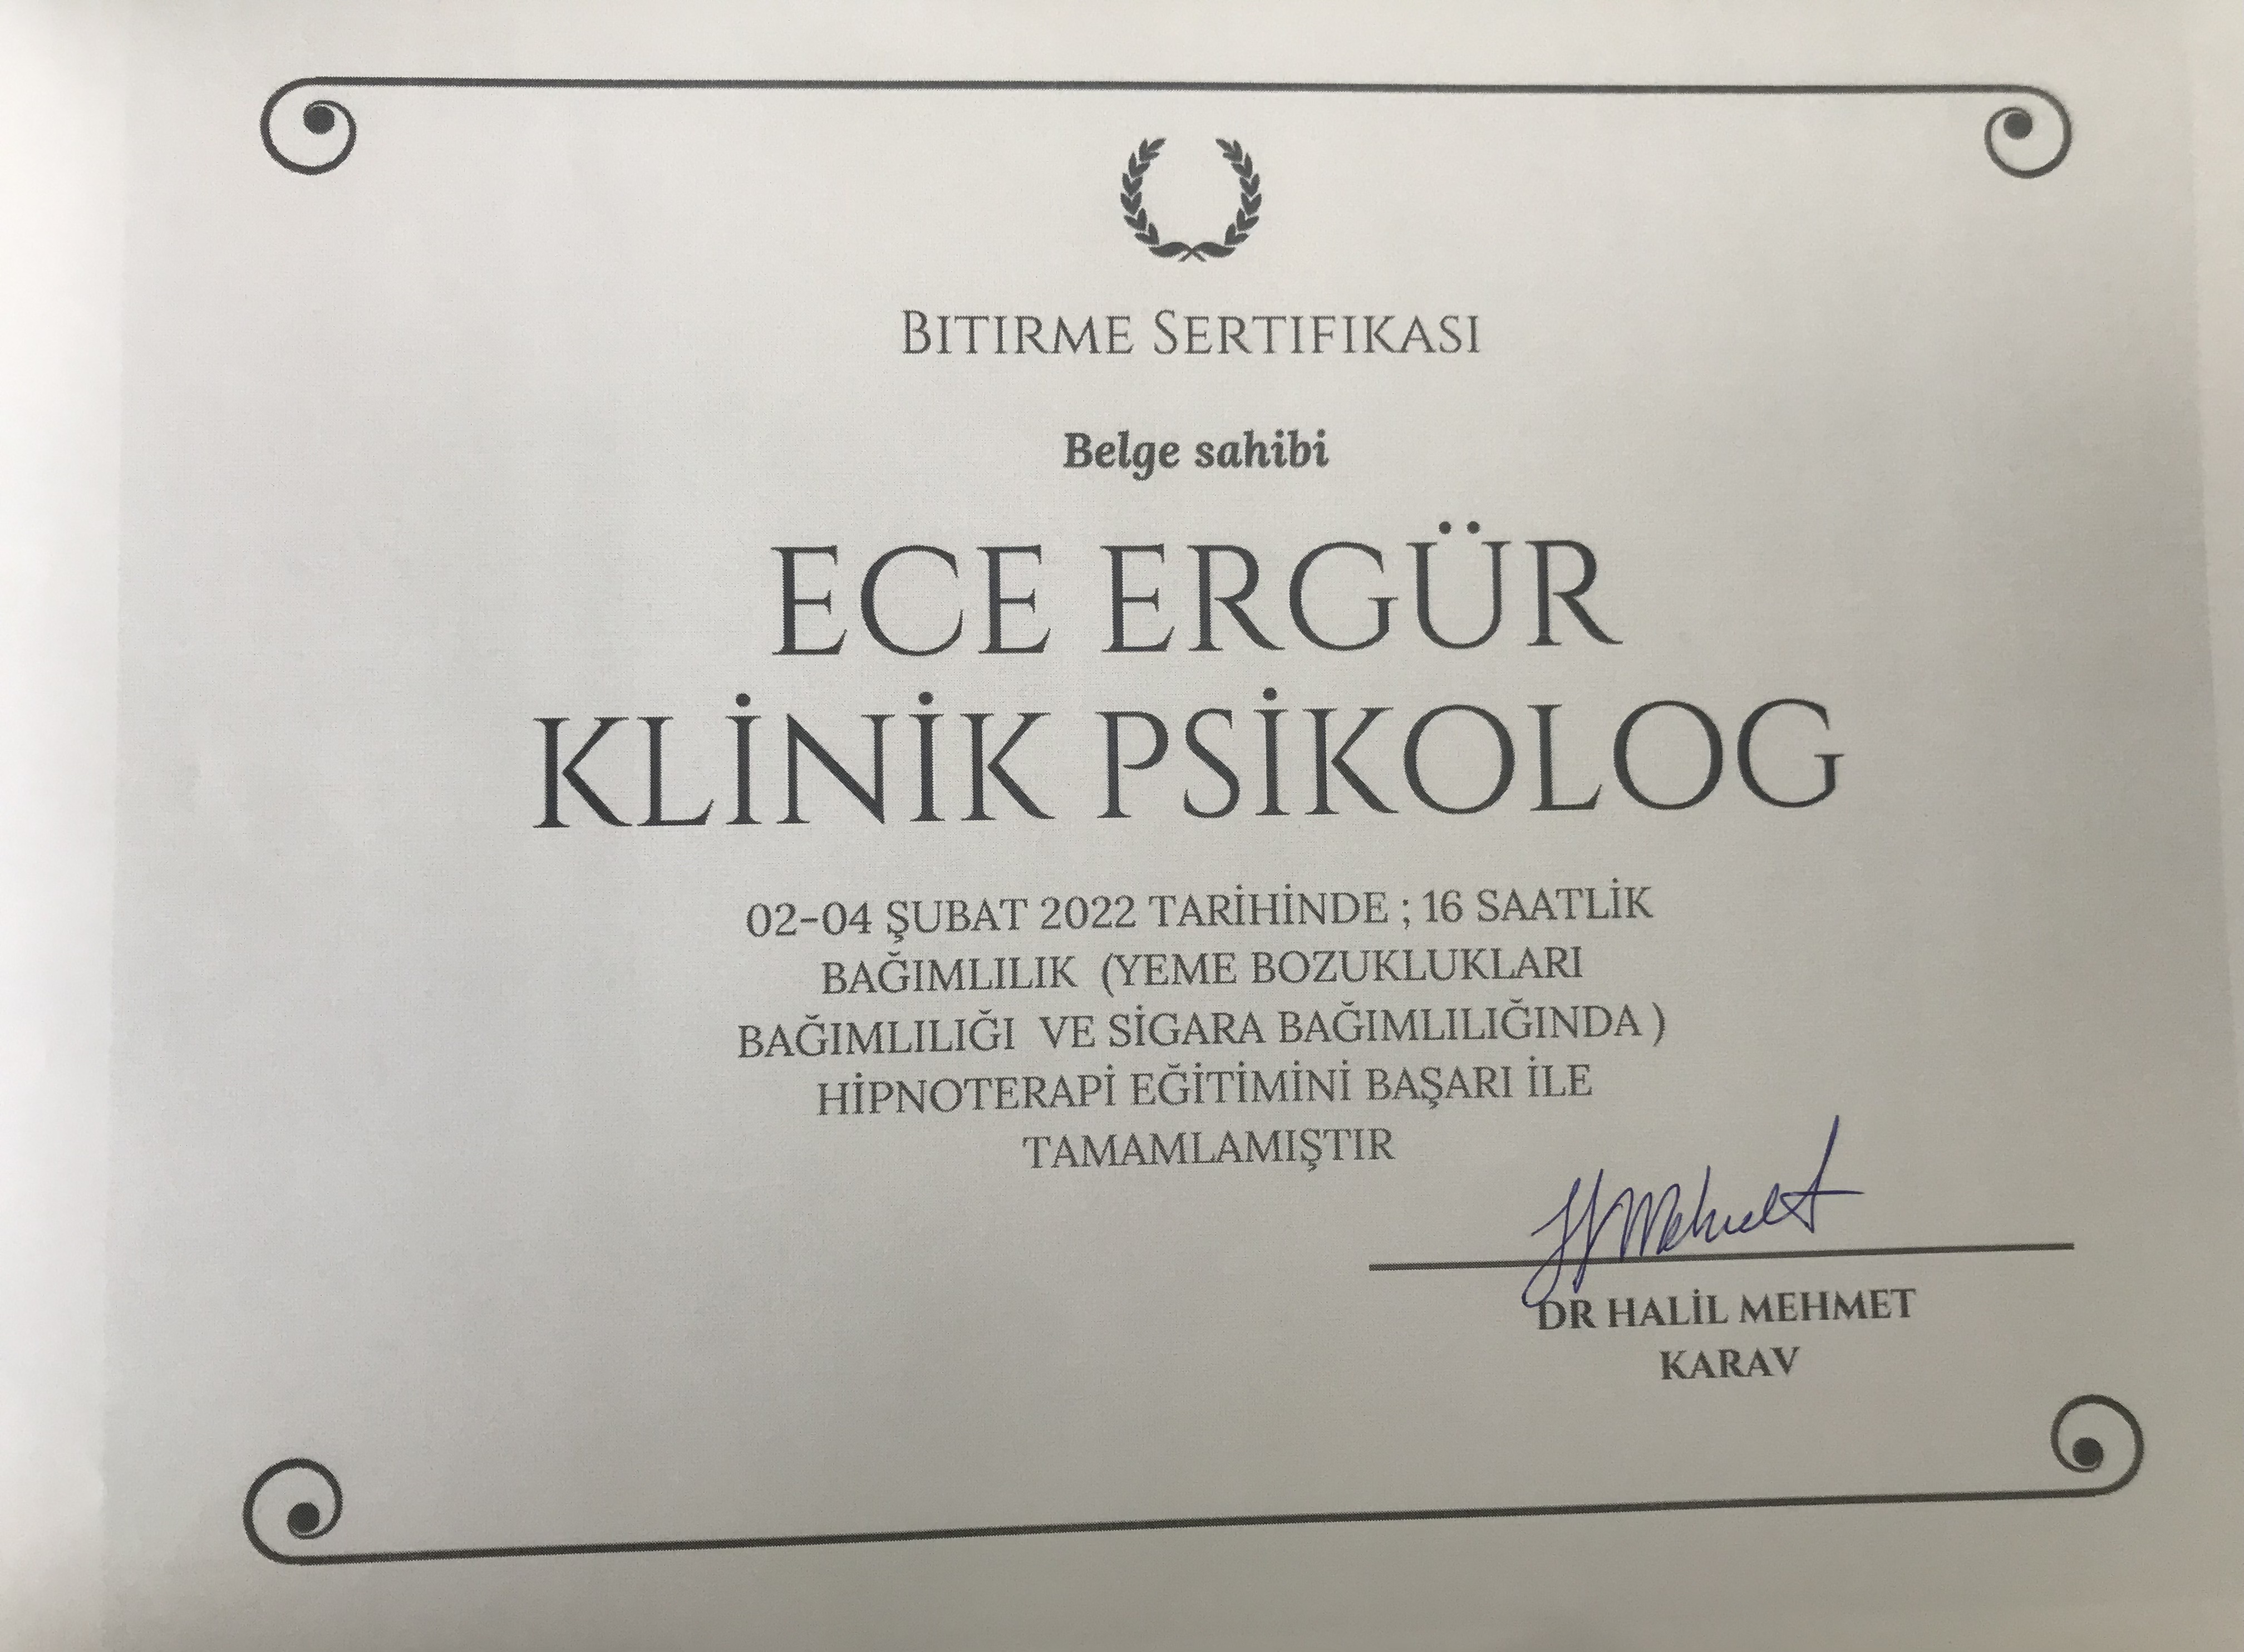 BITIRME SERTIFIKASI
Belge sahibi
ECE ERGÜR
KLİNİK PSİKOLOG
02-04 ŞUBAT 2022 TARİHİNDE ; 16 SAATLİK
BAĞIMLILIK (YEME BOZUKLUKLARI
BAĞIMLILIĞI VE SİGARA BAĞIMLILIĞINDA )
HİPNOTERAPİ EĞİTİMİNİ BAŞARI İLE
TAMAMLAMIŞTIR
H Mehmet
DR HALİL MEHMET
KARAV